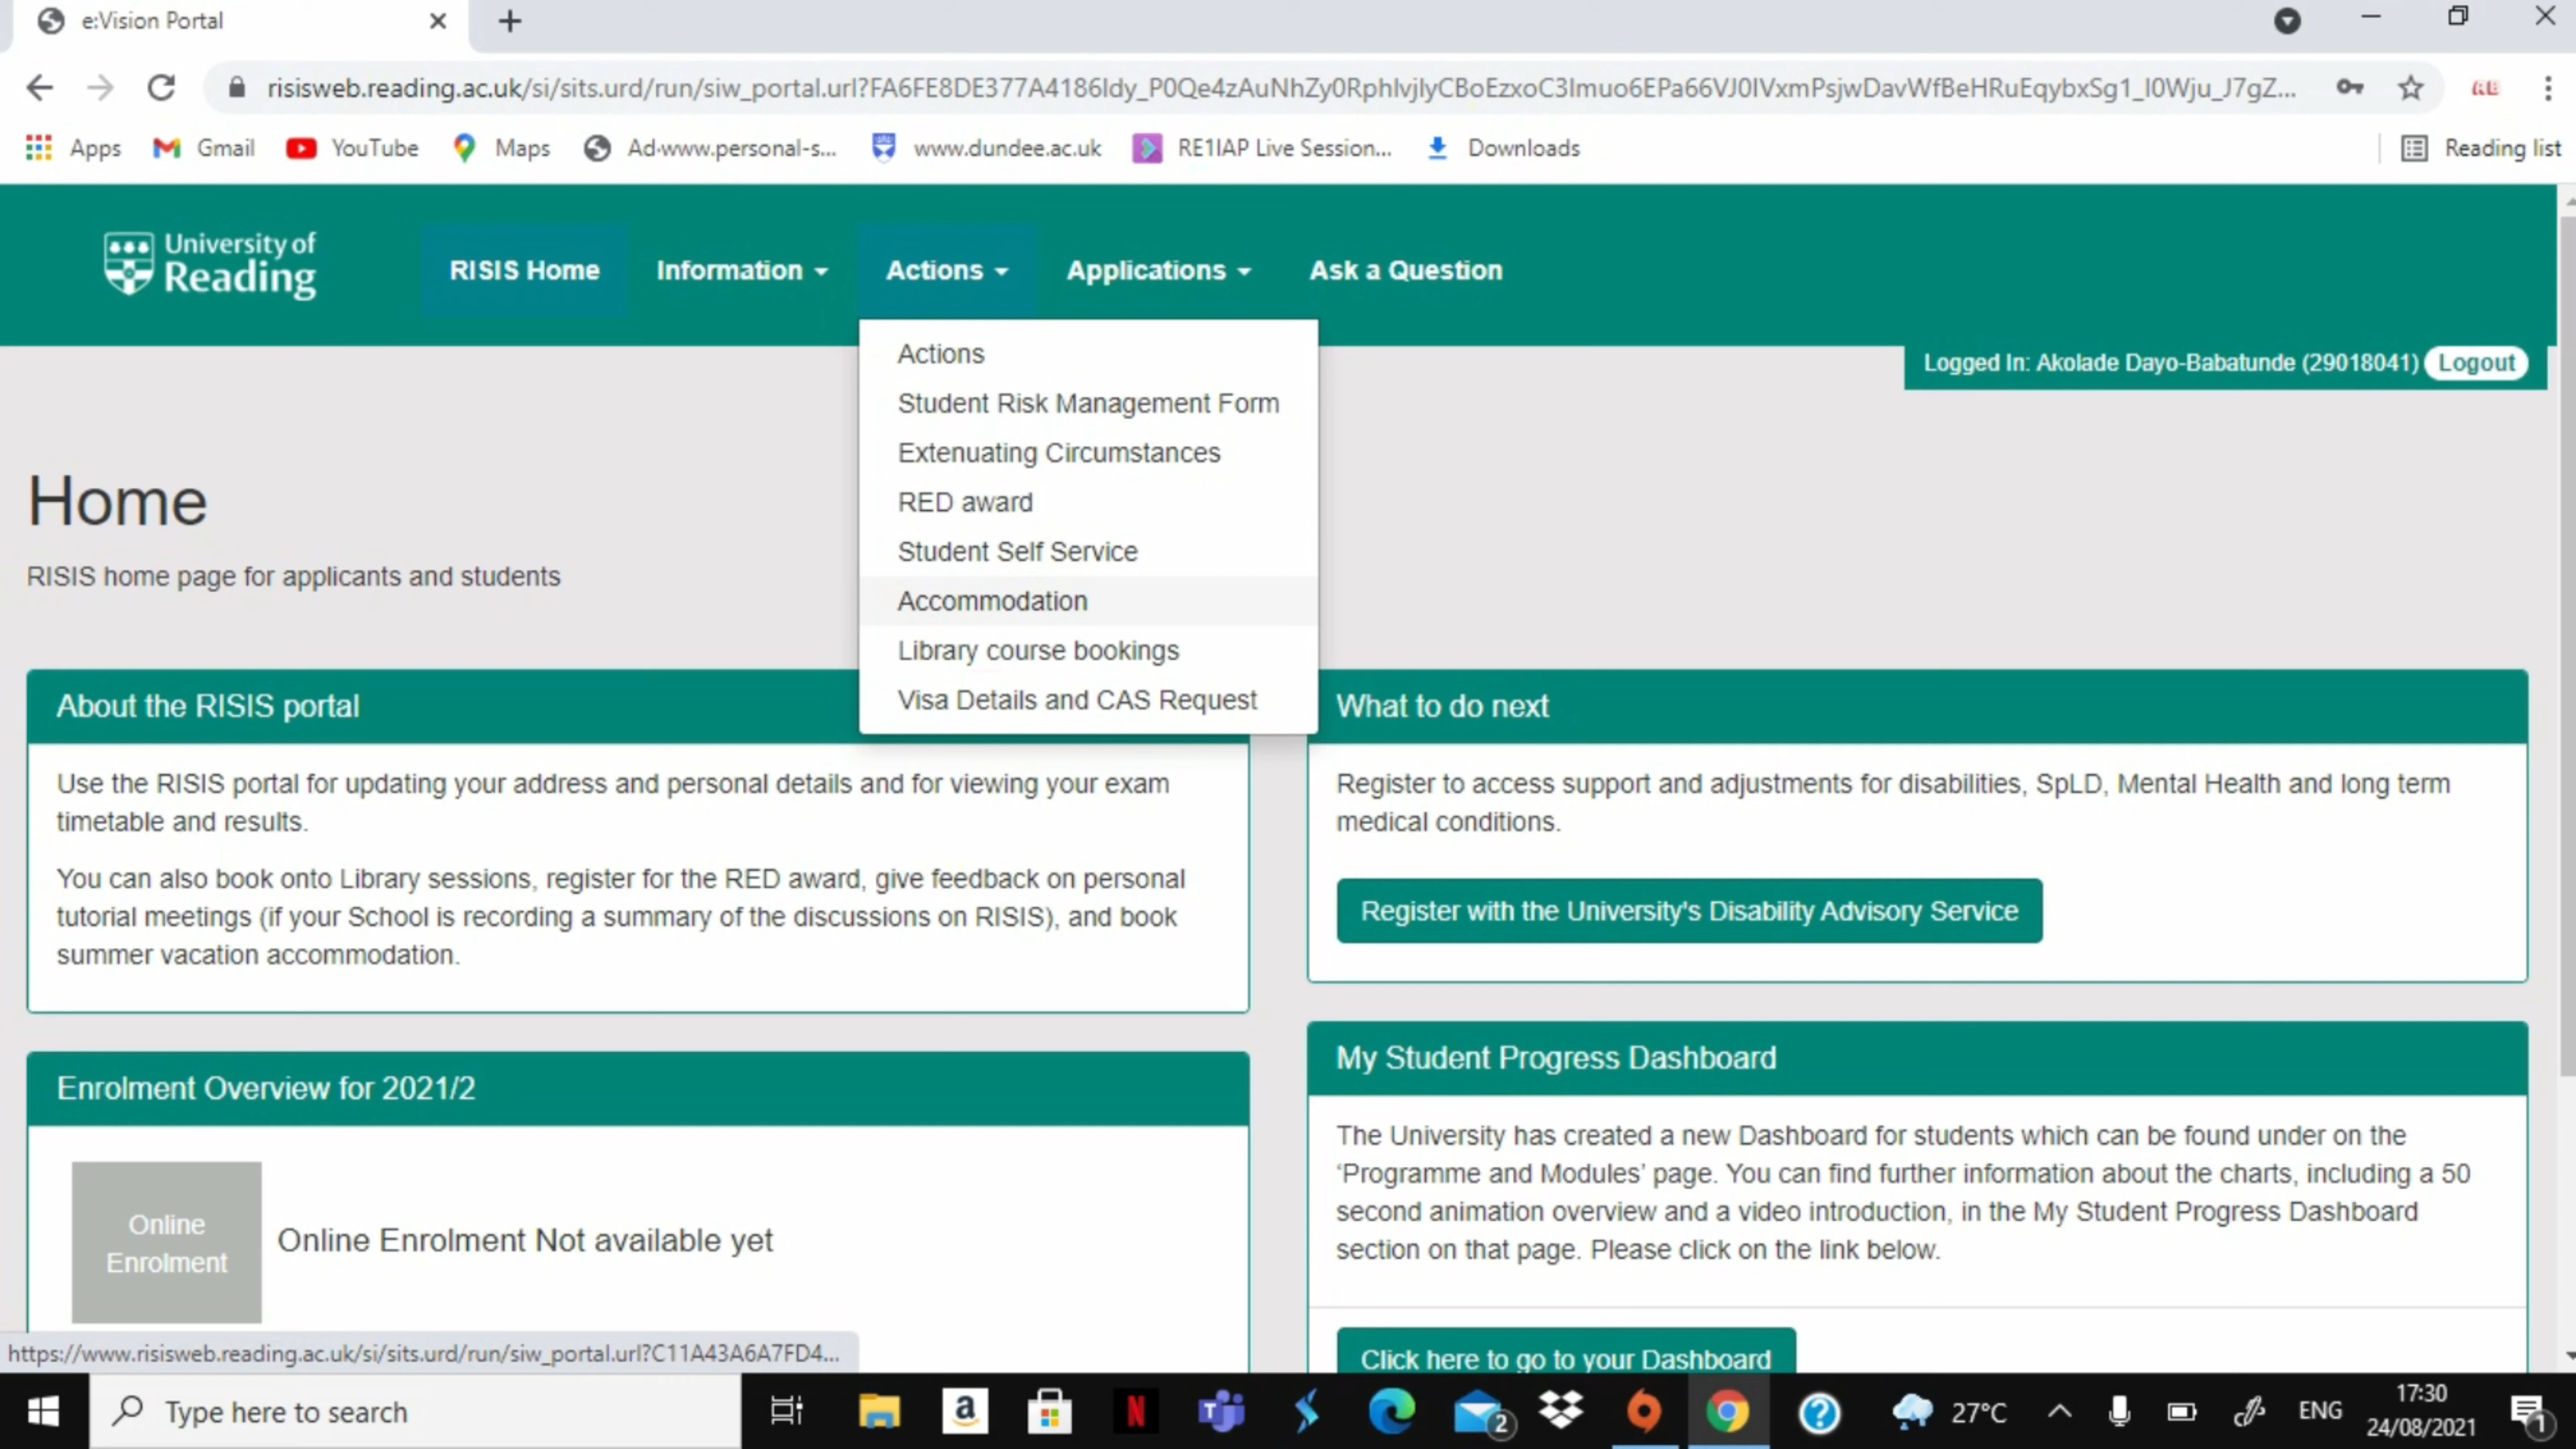 e:Vision Portal
risisweb.reading.ac.uk/si/sits.urd/run/siw_portal.url?
Apps
Gmail
YouTube
Maps
Ad·www.personal-s...
www.dundee.ac.uk
RE1IAP Live Session...
Downloads
Reading list
University of
Reading
RISIS Home
Information
Actions
Applications
Ask a Question
Logged In: Akolade Dayo-Babatunde (29018041)
Logout
Actions
Student Risk Management Form
Extenuating Circumstances
RED award
Student Self Service
Accommodation
Library course bookings
Visa Details and CAS Request
Home
RISIS home page for applicants and students
About the RISIS portal
Use the RISIS portal for updating your address and personal details and for viewing your exam
timetable and results.
You can also book onto Library sessions, register for the RED award, give feedback on personal
tutorial meetings (if your School is recording a summary of the discussions on RISIS), and book
summer vacation accommodation.
What to do next
Register to access support and adjustments for disabilities, SpLD, Mental Health and long term
medical conditions.
Register with the University's Disability Advisory Service
Enrolment Overview for 2021/2
Online
Enrolment
Online Enrolment Not available yet
My Student Progress Dashboard
The University has created a new Dashboard for students which can be found under on the
‘Programme and Modules’ page. You can find further information about the charts, including a 50
second animation overview and a video introduction, in the My Student Progress Dashboard
section on that page. Please click on the link below.
Click here to go to your Dashboard
https://www.risisweb.reading.ac.uk/si/sits.urd/run/siw_portal.url?C11A43A6A7FD4...
Type here to search
2
27°C
ENG
17:30
24/08/2021
1